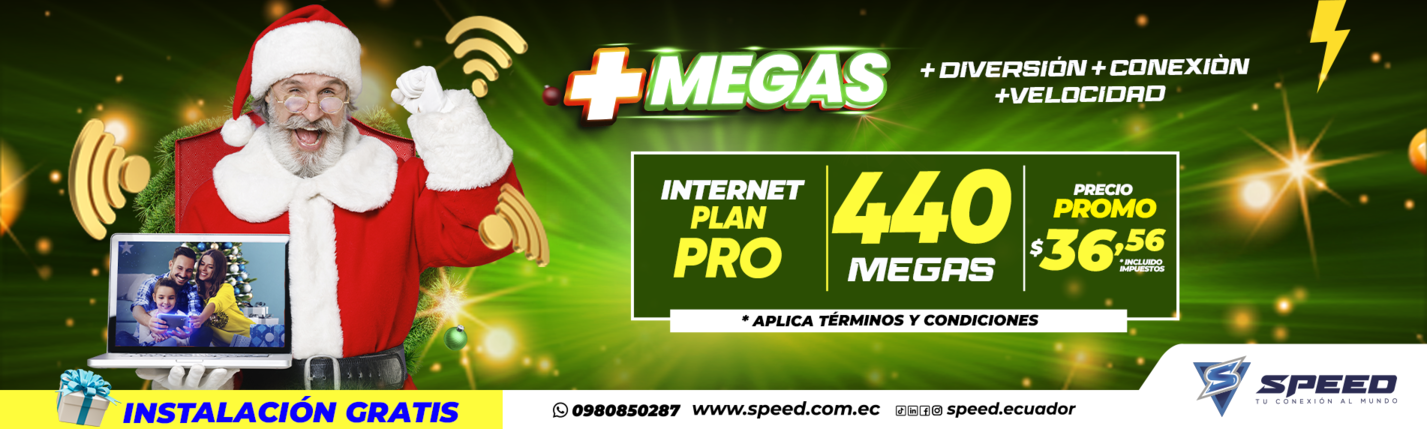 +MEGAS
+ DIVERSIÓN + CONEXIÒN
+VELOCIDAD
INTERNET
PLAN
PRO
440
MEGAS
PRECIO
PROMO
$36,56
* INCLUIDO
IMPUESTOS
* APLICA TÉRMINOS Y CONDICIONES
INSTALACIÓN GRATIS
0980850287 www.speed.com.ec speed.ecuador
SPEED
TU CONEXIÓN AL MUNDO